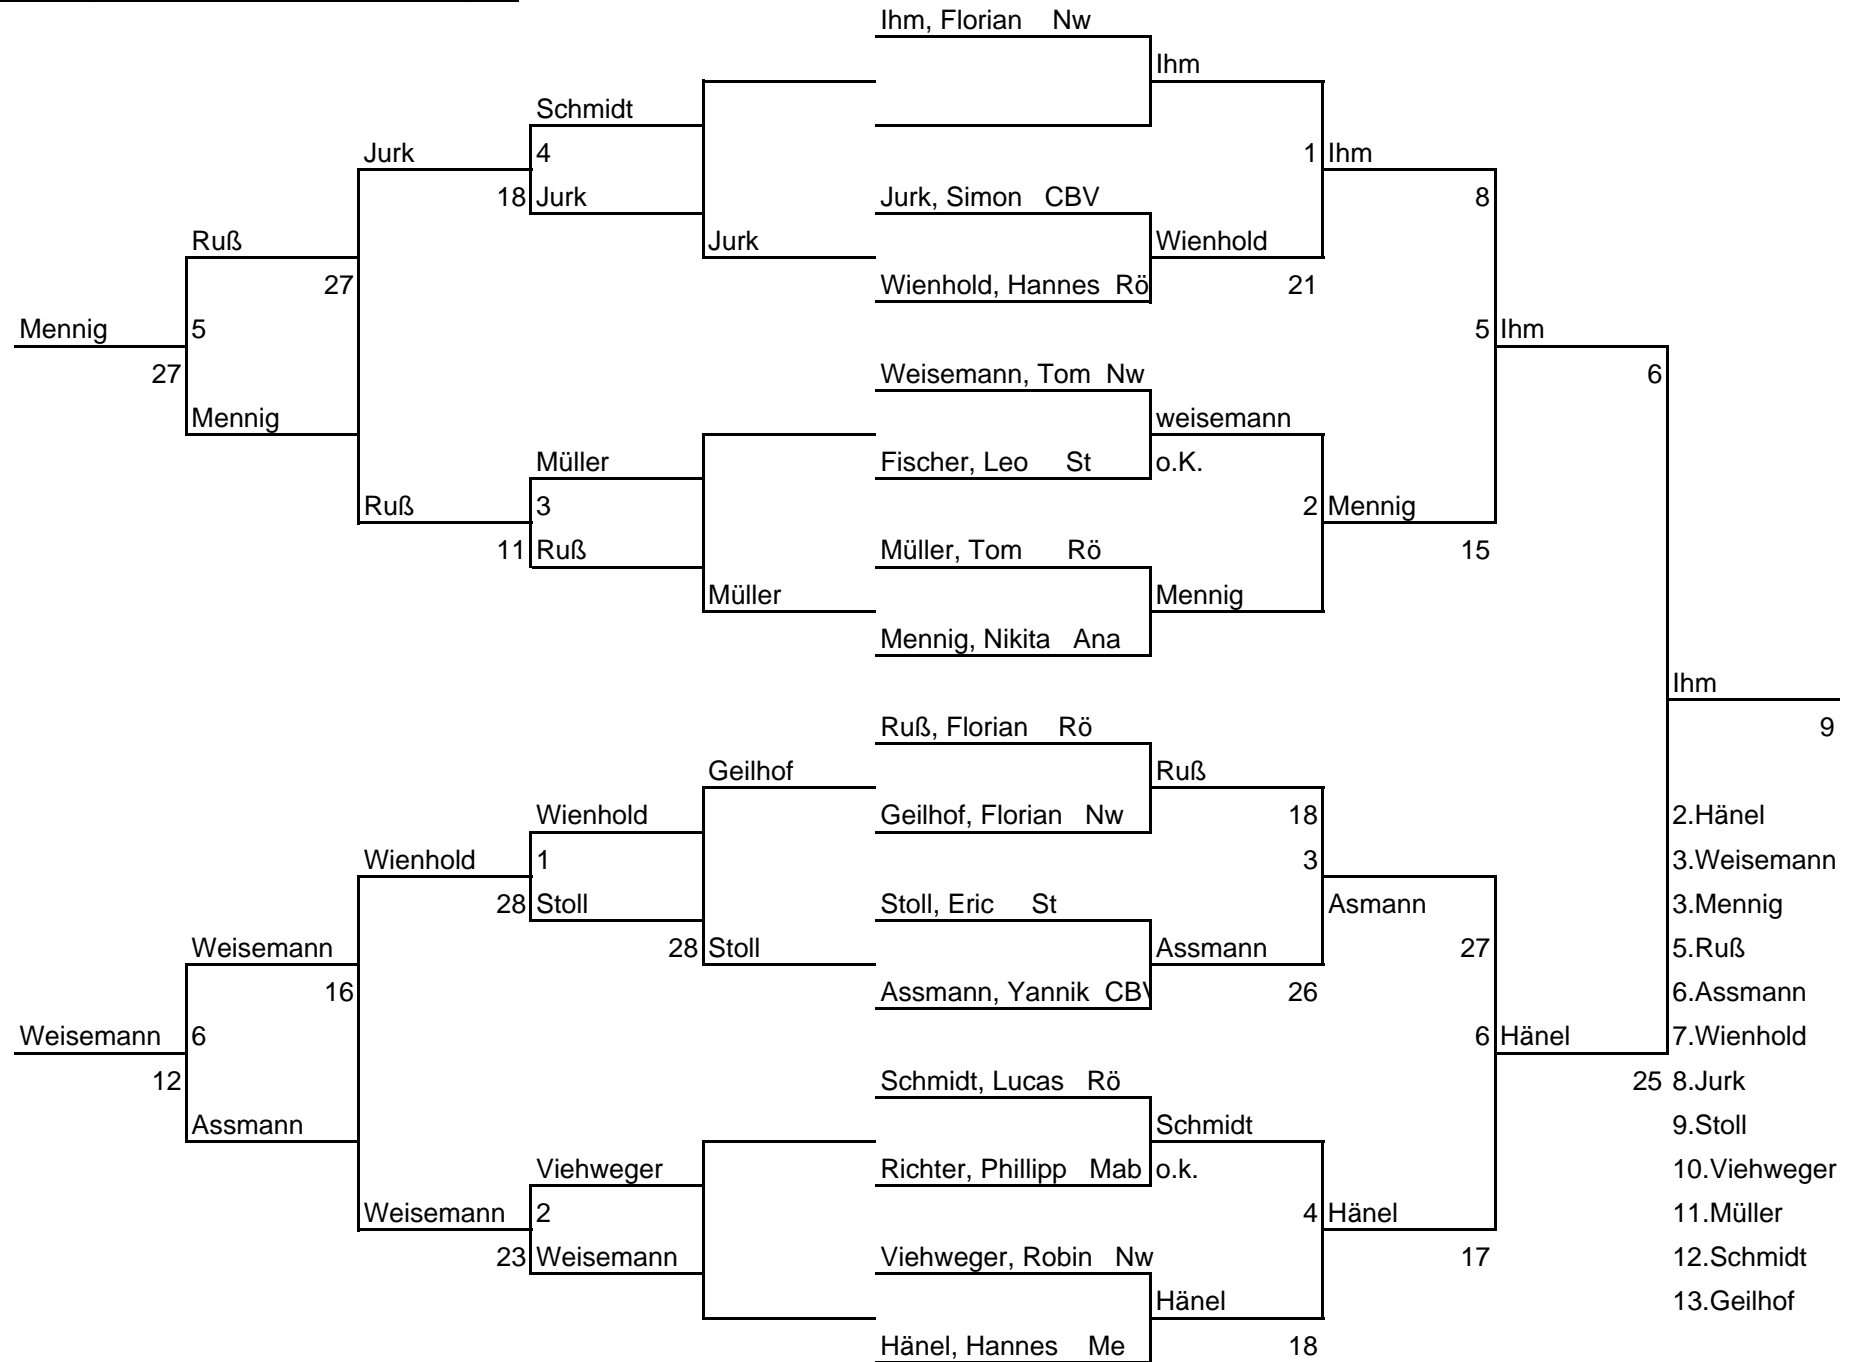 Ihm, Florian Nw
Ihm
Schmidt
Jurk 4 1 Ihm
18 Jurk Jurk, Simon CBV 8
Ruß Jurk Wienhold
27 Wienhold, Hannes Rö 21
Mennig 5 5 Ihm
27 Weisemann, Tom Nw 6
Mennig weisemann
Müller Fischer, Leo St o.K.
Ruß 3 2 Mennig
11 Ruß Müller, Tom Rö 15
Müller Mennig
Mennig, Nikita Ana
Ihm
Ruß, Florian Rö 9
Geilhof Ruß
Wienhold Geilhof, Florian Nw 18 2.Hänel
Wienhold 1 3 3.Weisemann
28 Stoll Stoll, Eric St Asmann 3.Mennig
Weisemann 28 Stoll Assmann 27 5.Ruß
16 Assmann, Yannik CBV 26 6.Assmann
Weisemann 6 6 Hänel 7.Wienhold
12 Schmidt, Lucas Rö 25 8.Jurk
Assmann Schmidt 9.Stoll
Viehweger Richter, Phillipp Mab o.k. 10.Viehweger
Weisemann 2 4 Hänel 11.Müller
23 Weisemann Viehweger, Robin Nw 17 12.Schmidt
Hänel 13.Geilhof
Hänel, Hannes Me 18